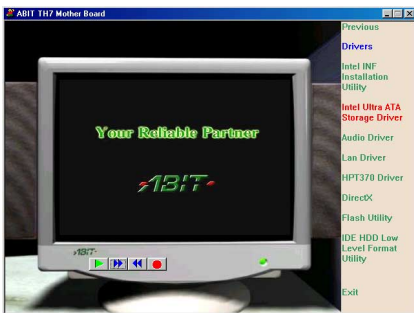 ABIT TH7 Mother Board
Your Reliable Partner
ABIT
ABIT
Previous
Drivers
Intel INF
Installation
Utility
Intel Ultra ATA
Storage Driver
Audio Driver
Lan Driver
HPT370 Driver
DirectX
Flash Utility
IDE HDD Low
Level Format
Utility
Exit